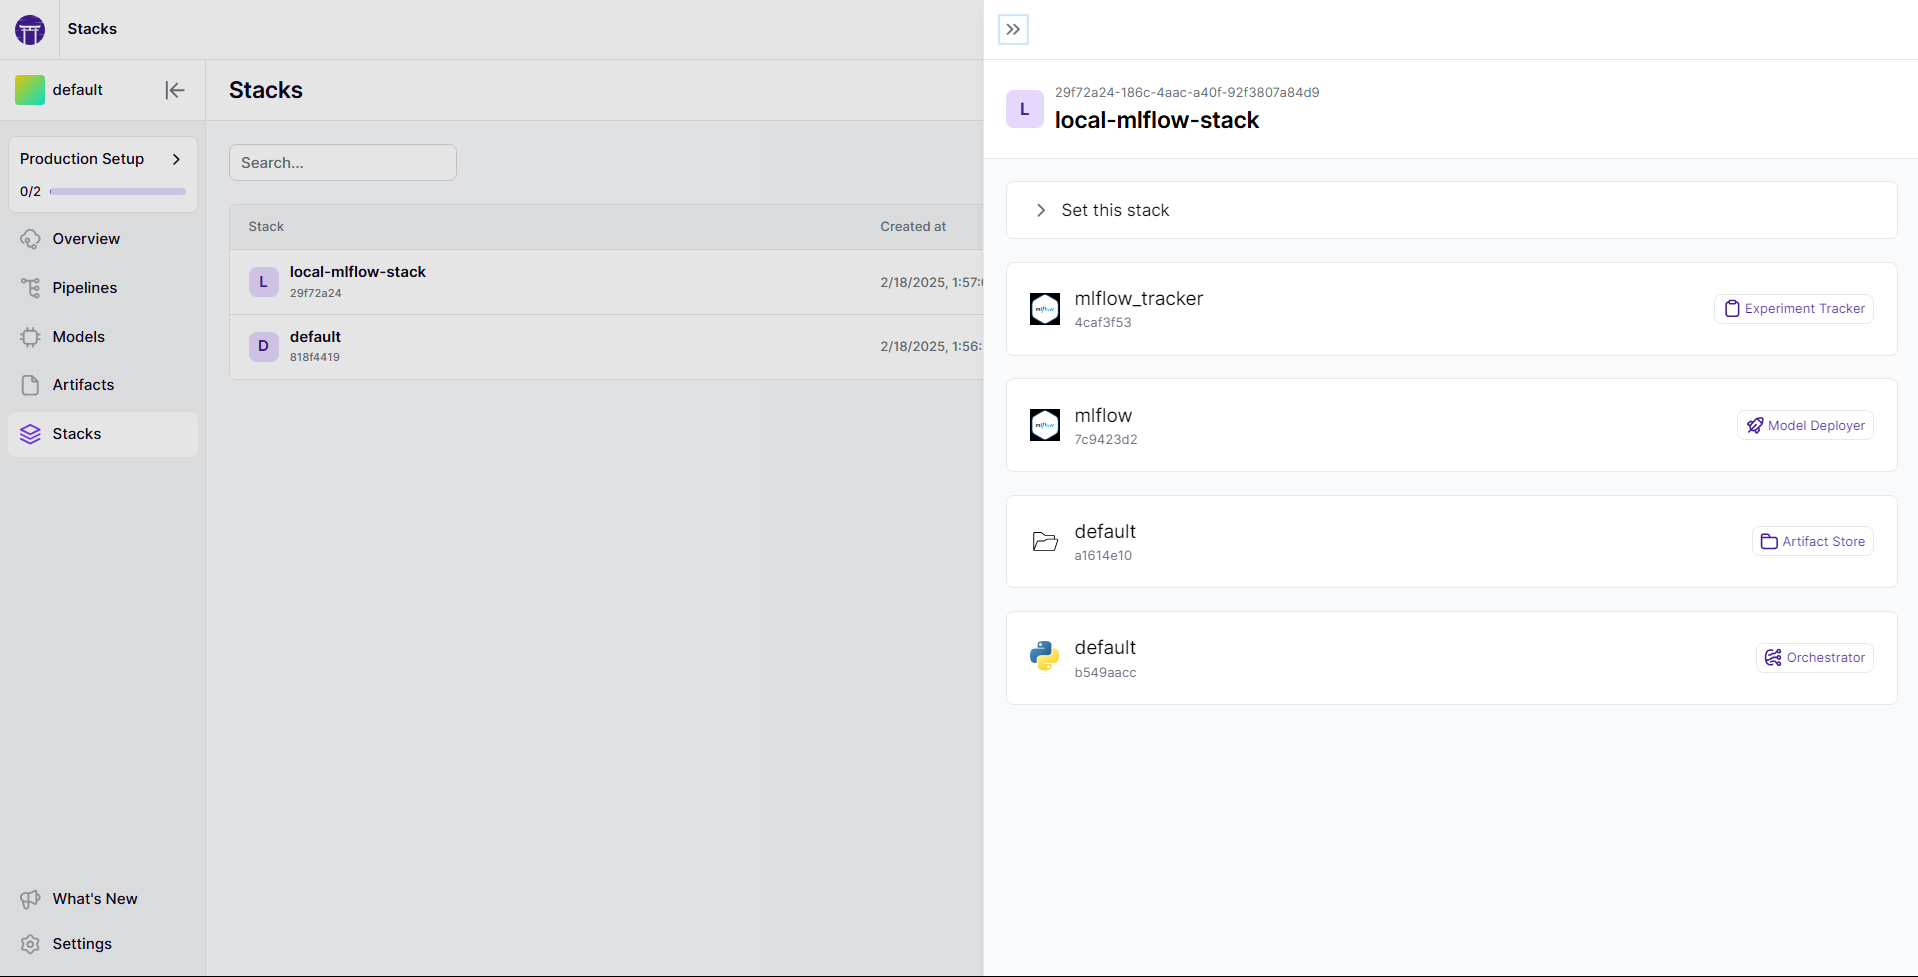 Stacks
default
Stacks
Production Setup
0/2
Overview
Pipelines
Models
Artifacts
Stacks
What's New
Settings
Search...
Stack Created at
L local-mlflow-stack 2/18/2025, 1:57:
29f72a24
D default 2/18/2025, 1:56:
818f4419
29f72a24-186c-4aac-a40f-92f3807a84d9
L local-mlflow-stack
Set this stack
mlflow_tracker
4caf3f53
Experiment Tracker
mlflow
7c9423d2
Model Deployer
default
a1614e10
Artifact Store
default
b549aacc
Orchestrator